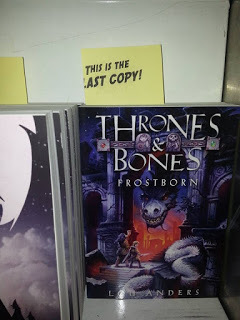 THIS IS THE
LAST COPY!
THRONES
&
BONES
FROSTBORN
LOU ANDERS